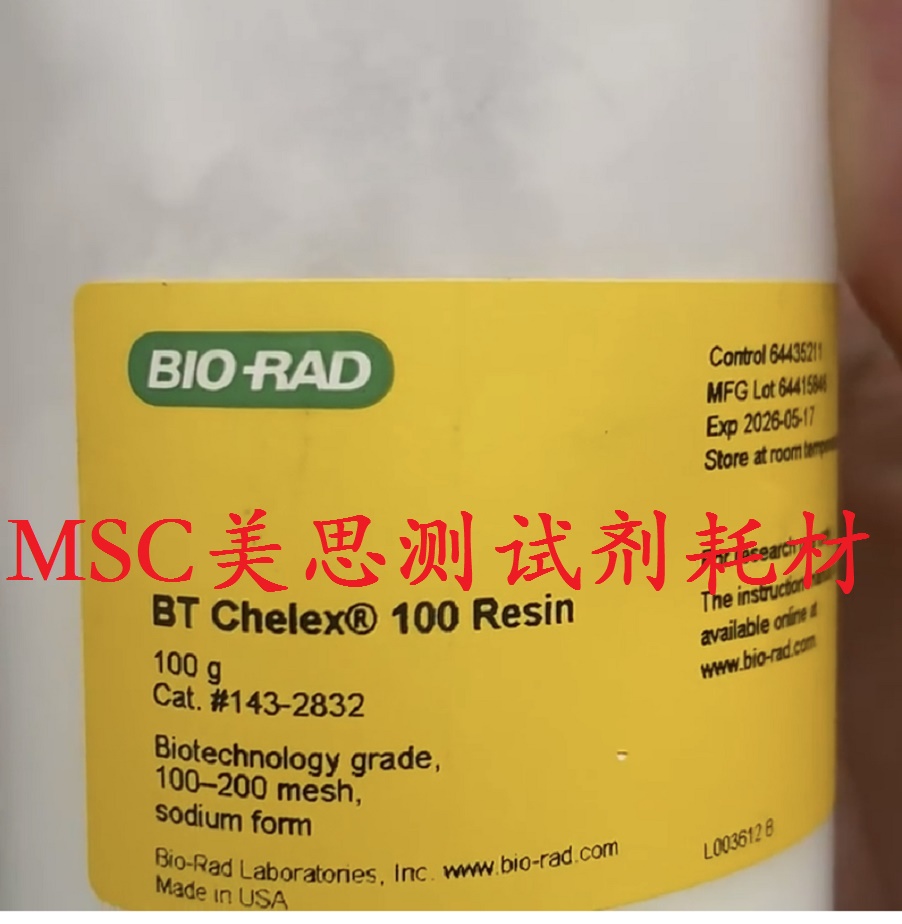 BIO-RAD
Control 64435211
MFG Lot 64415846
Exp 2026-05-17
Store at room
MSC美思测试剂耗材
For research
The instruction
available online at
www.bio-rad.com
BT Chelex® 100 Resin
100 g
Cat. #143-2832
Biotechnology grade,
100–200 mesh,
sodium form
Bio-Rad Laboratories, Inc. www.bio-rad.com
Made in USA
L003612 B